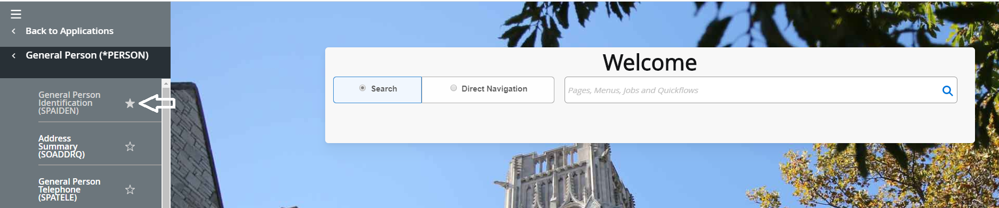 Back to Applications
General Person (*PERSON)
General Person
Identification
(SPAIDEN)
Address
Summary
(SOADDRQ)
General Person
Telephone
(SPATELE)
Welcome
Search
Direct Navigation
Pages, Menus, Jobs and Quickflows